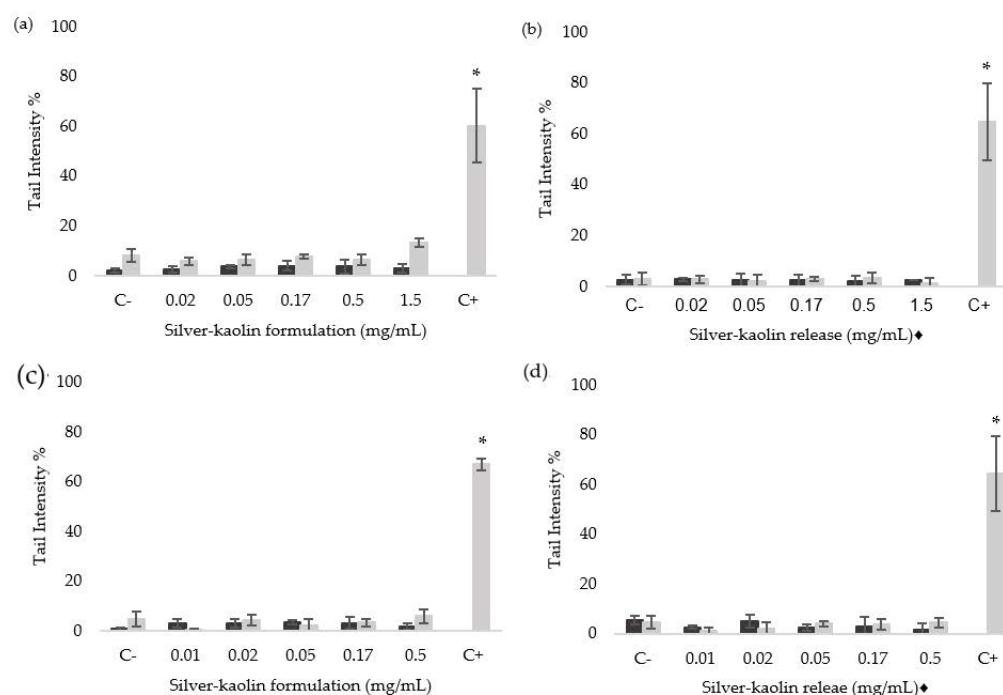 (a)
100
80
60
40
20
0
Tail Intensity %
*
C- 0.02 0.05 0.17 0.5 1.5 C+
Silver-kaolin formulation (mg/mL)
(b)
100
80
60
40
20
0
Tail Intensity %
*
C- 0.02 0.05 0.17 0.5 1.5 C+
Silver-kaolin release (mg/mL)♦
(c)
100
80
60
40
20
0
Tail Intensity %
*
C- 0.01 0.02 0.05 0.17 0.5 C+
Silver-kaolin formulation (mg/mL)
(d)
100
80
60
40
20
0
Tail Intensity %
*
C- 0.01 0.02 0.05 0.17 0.5 C+
Silver-kaolin releae (mg/mL)♦